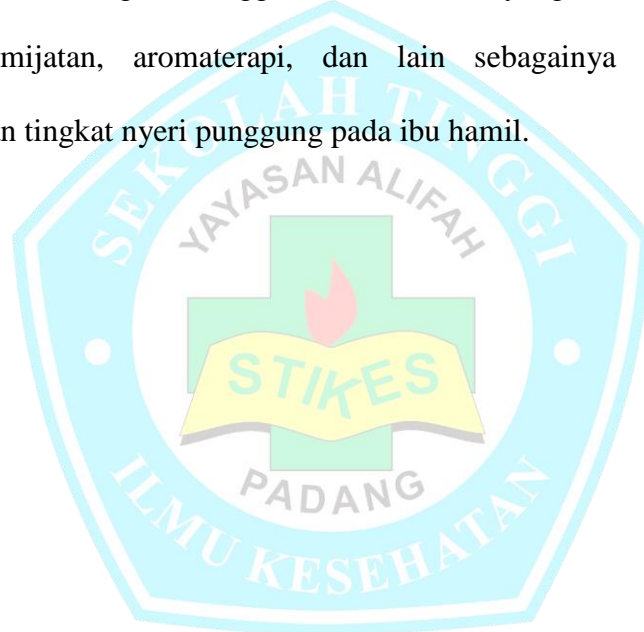 mijatan, aromaterapi, dan lain sebagainya
n tingkat nyeri punggung pada ibu hamil.
SEKOLAH TINGGI
YAYASAN ALIFAH
STIKES
PADANG
ILMU KESEHATAN